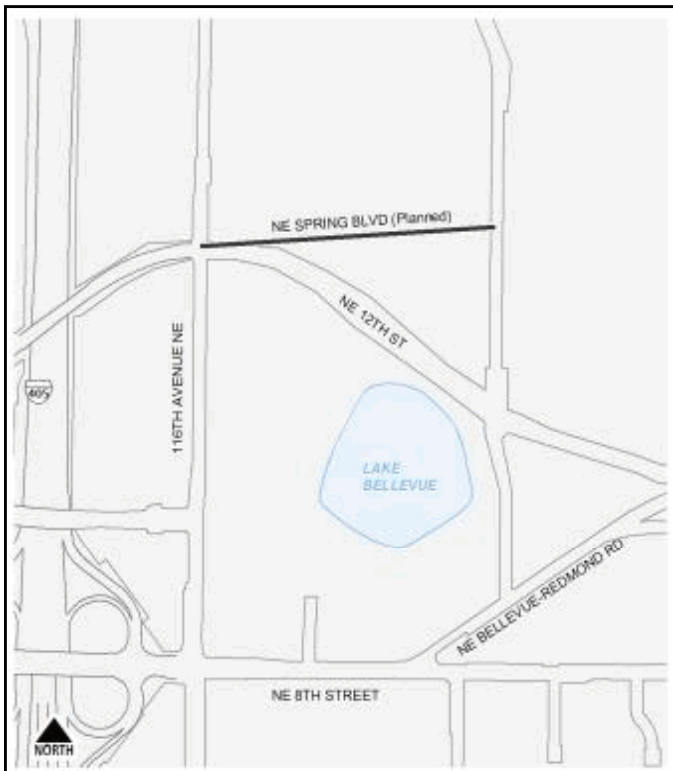 NE SPRING BLVD (Planned)
NE 12TH ST
116TH AVENUE NE
405
LAKE
BELLEVUE
NE BELLEVUE-REDMOND RD
NE 8TH STREET
NORTH